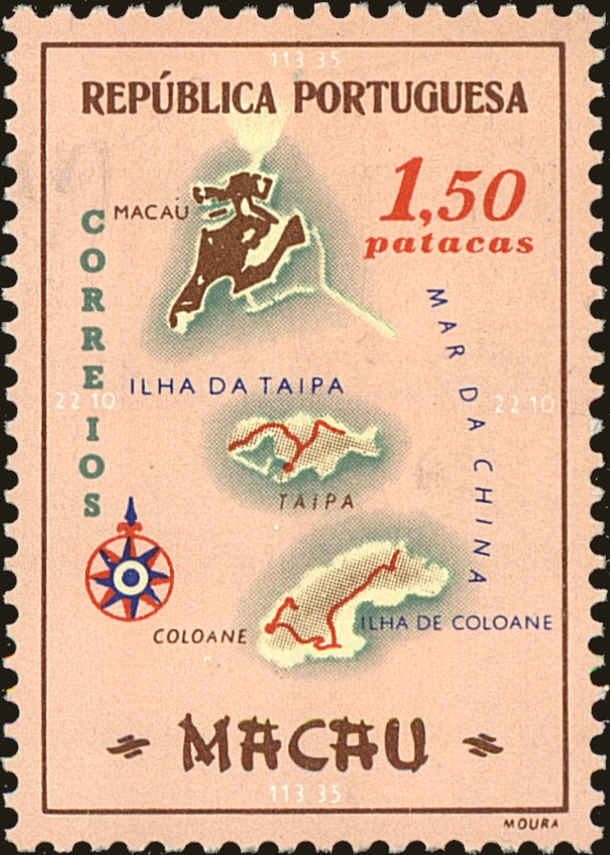 113 35
REPÚBLICA PORTUGUESA
1,50
patacas
CORREIOS
MACAU
MAR DA CHINA
ILHA DA TAIPA
22 10
22 10
TAIPA
COLOANE
ILHA DE COLOANE
MACAU
113 35
MOURA